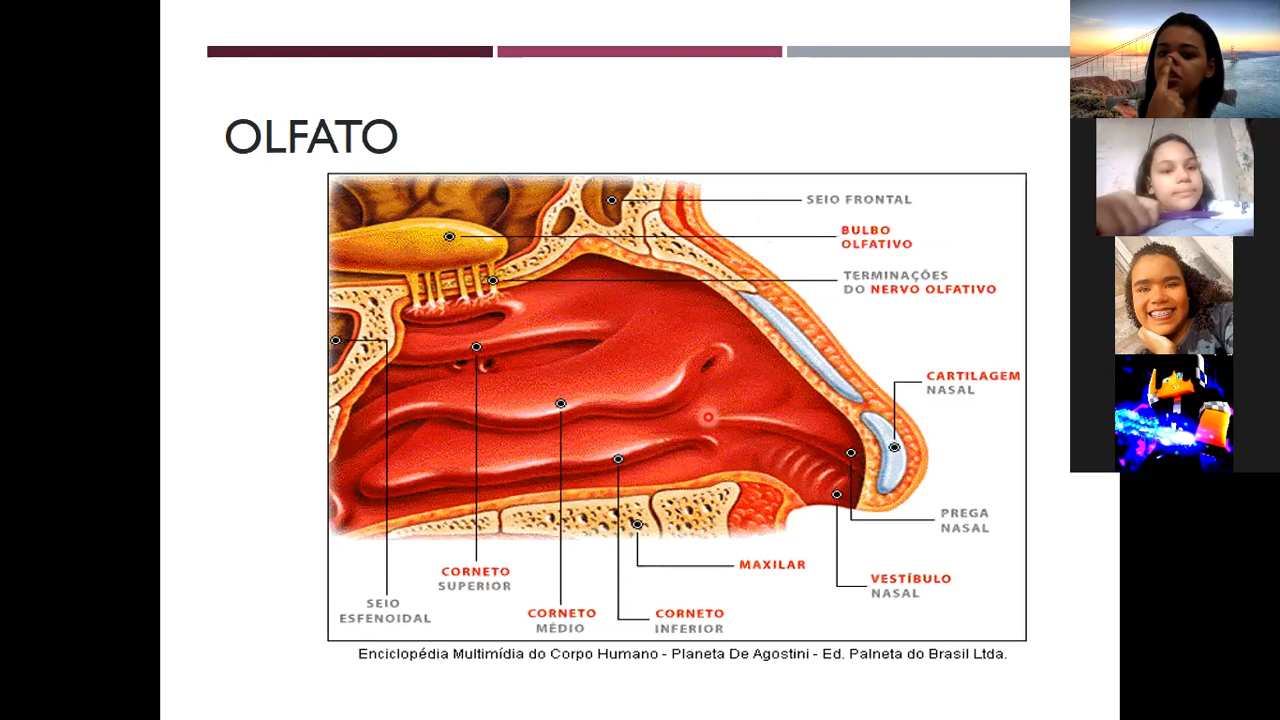 OLFATO
SEIO FRONTAL
BULBO
OLFATIVO
TERMINAÇÕES
DO NERVO OLFATIVO
CARTILAGEM
NASAL
PREGA
NASAL
VESTÍBULO
NASAL
MAXILAR
CORNETO
INFERIOR
CORNETO
MÉDIO
CORNETO
SUPERIOR
SEIO
ESFENOIDAL
Enciclopédia Multimídia do Corpo Humano - Planeta De Agostini - Ed. Palneta do Brasil Ltda.